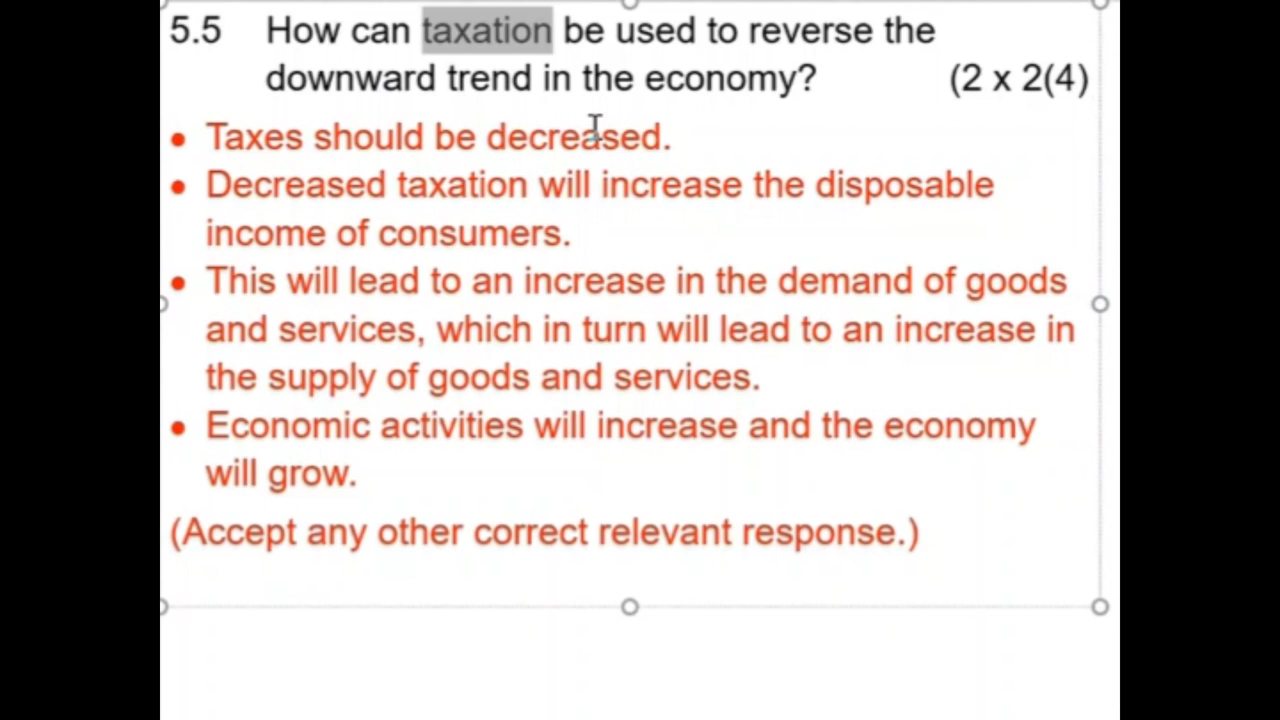 5.5 How can taxation be used to reverse the
downward trend in the economy? (2 x 2(4)
• Taxes should be decreased.
• Decreased taxation will increase the disposable
income of consumers.
• This will lead to an increase in the demand of goods
and services, which in turn will lead to an increase in
the supply of goods and services.
• Economic activities will increase and the economy
will grow.
(Accept any other correct relevant response.)